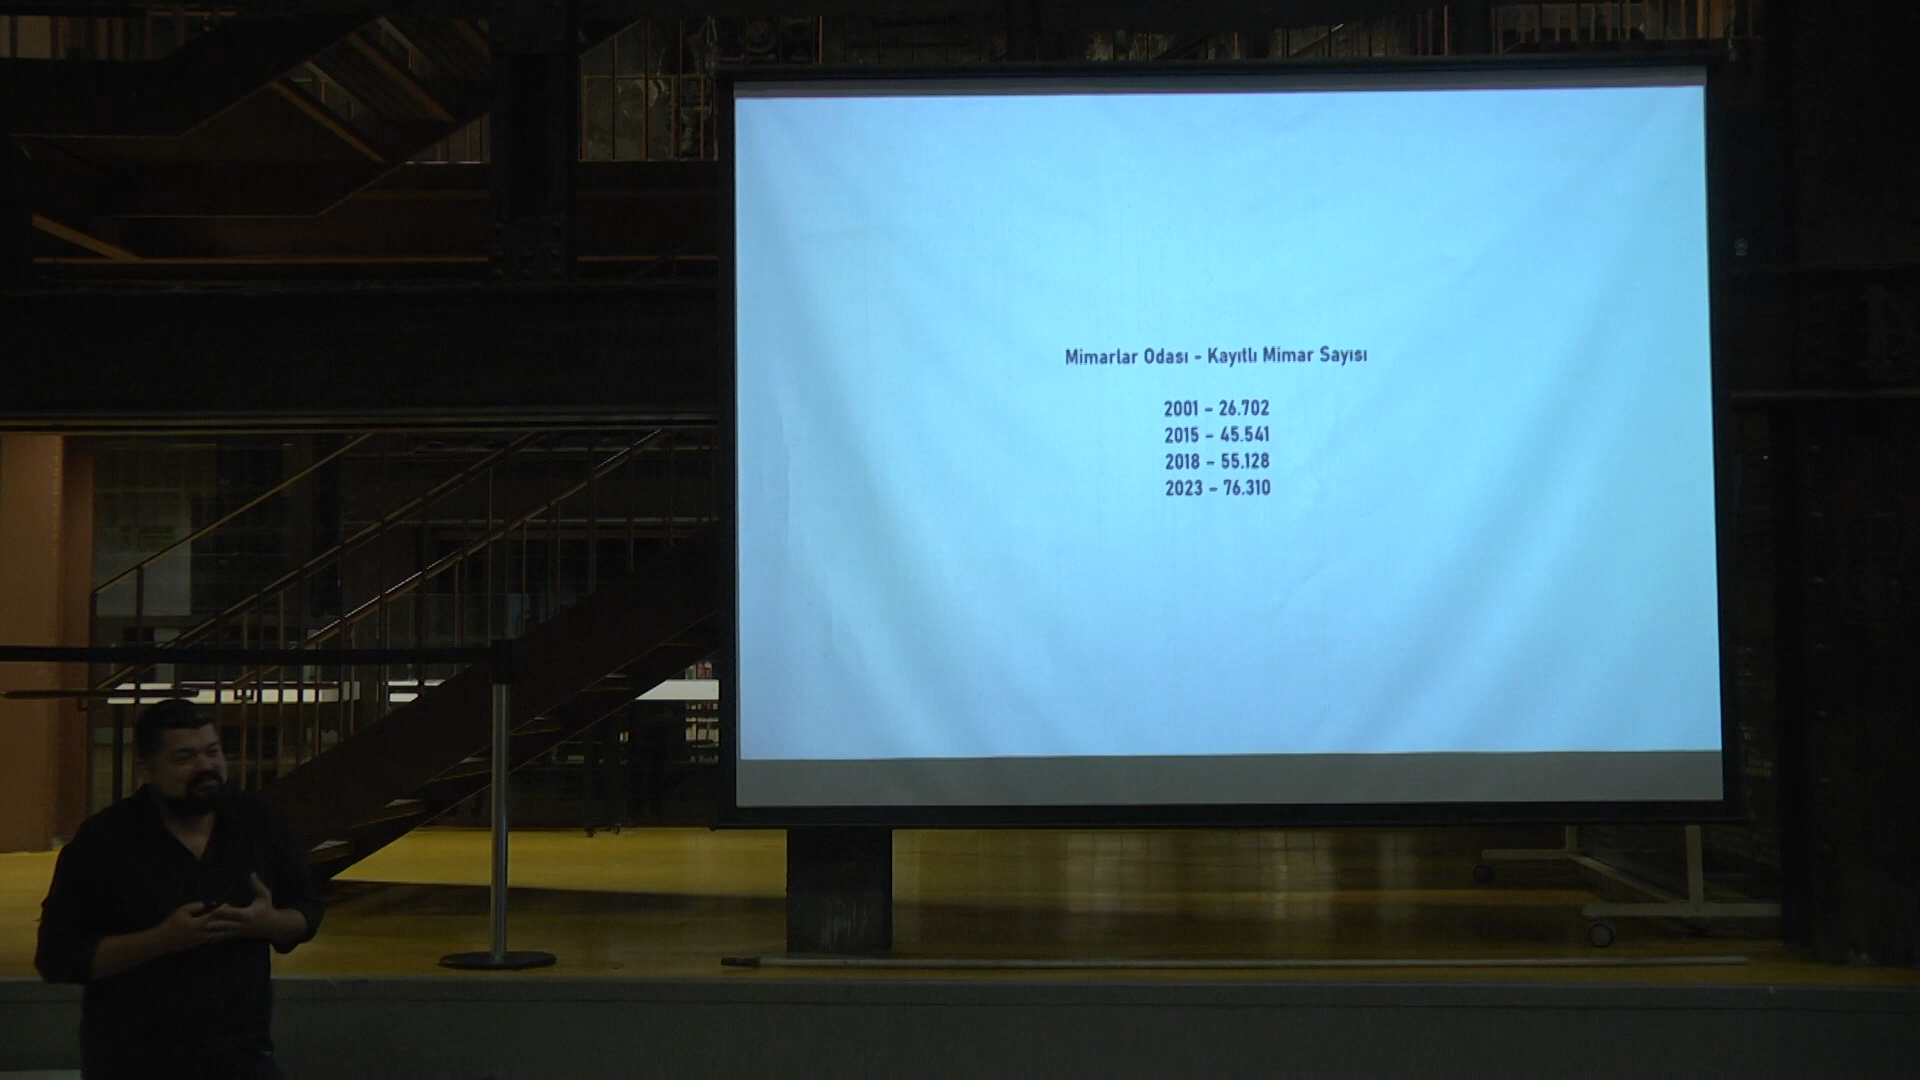 Mimarlar Odası - Kayıtlı Mimar Sayısı
2001 - 26.702
2015 - 45.541
2018 - 55.128
2023 - 76.310